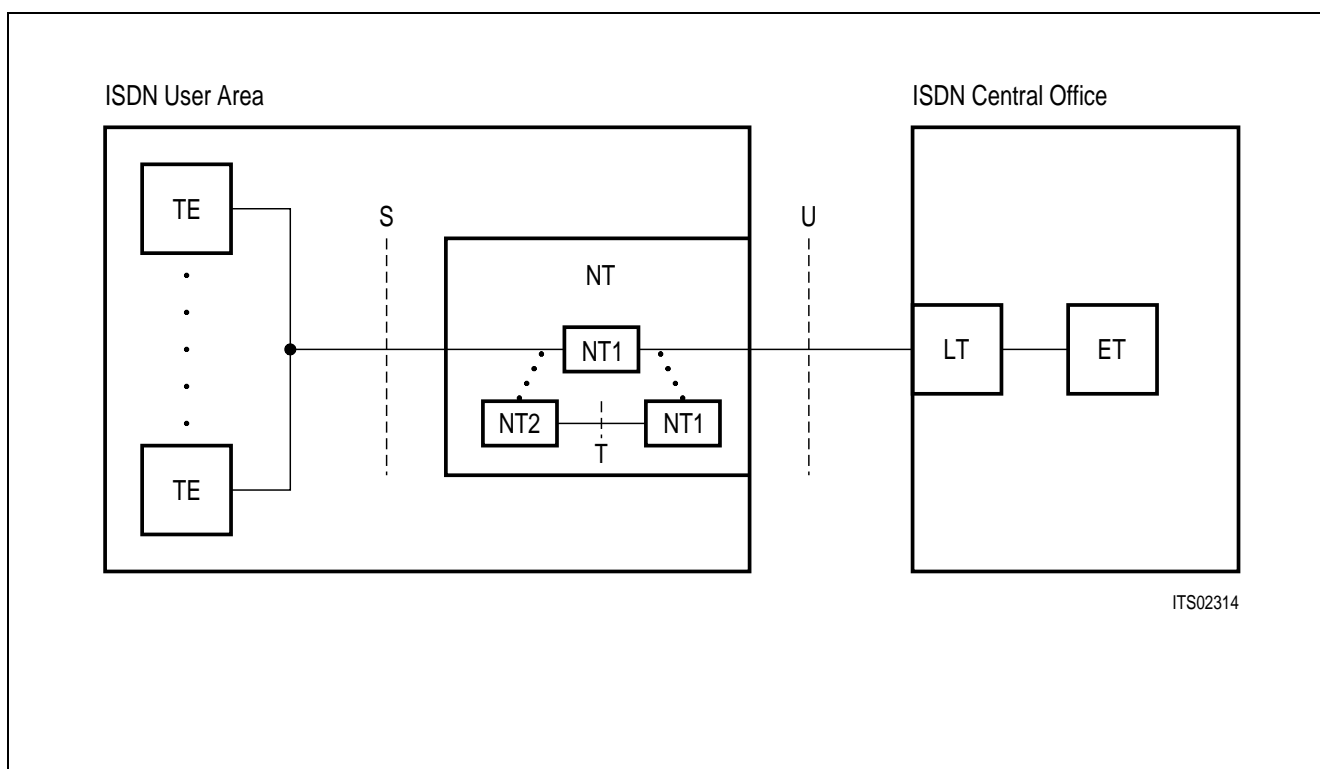 ISDN User Area
ISDN Central Office
TE
S
U
NT
NT1
LT
ET
NT2
NT1
T
TE
ITS02314